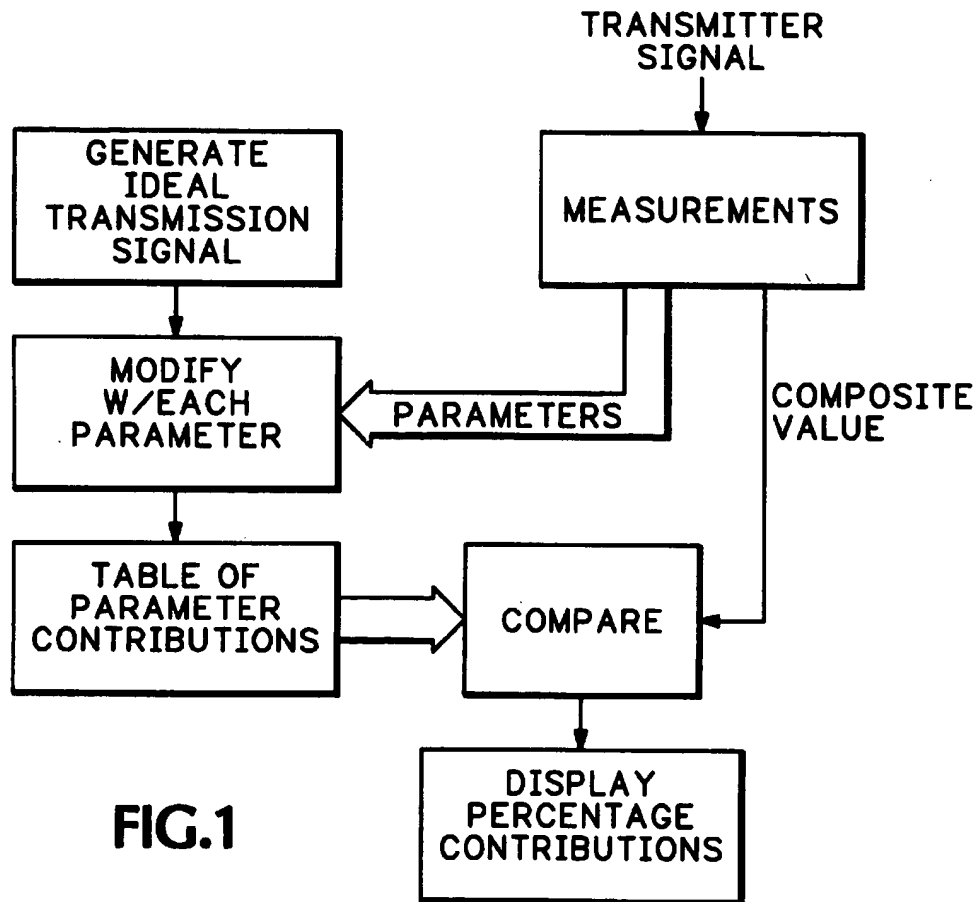 TRANSMITTER
SIGNAL
GENERATE
IDEAL
TRANSMISSION
SIGNAL
MEASUREMENTS
MODIFY
W/EACH
PARAMETER
PARAMETERS
COMPOSITE
VALUE
TABLE OF
PARAMETER
CONTRIBUTIONS
COMPARE
DISPLAY
PERCENTAGE
CONTRIBUTIONS
FIG.1